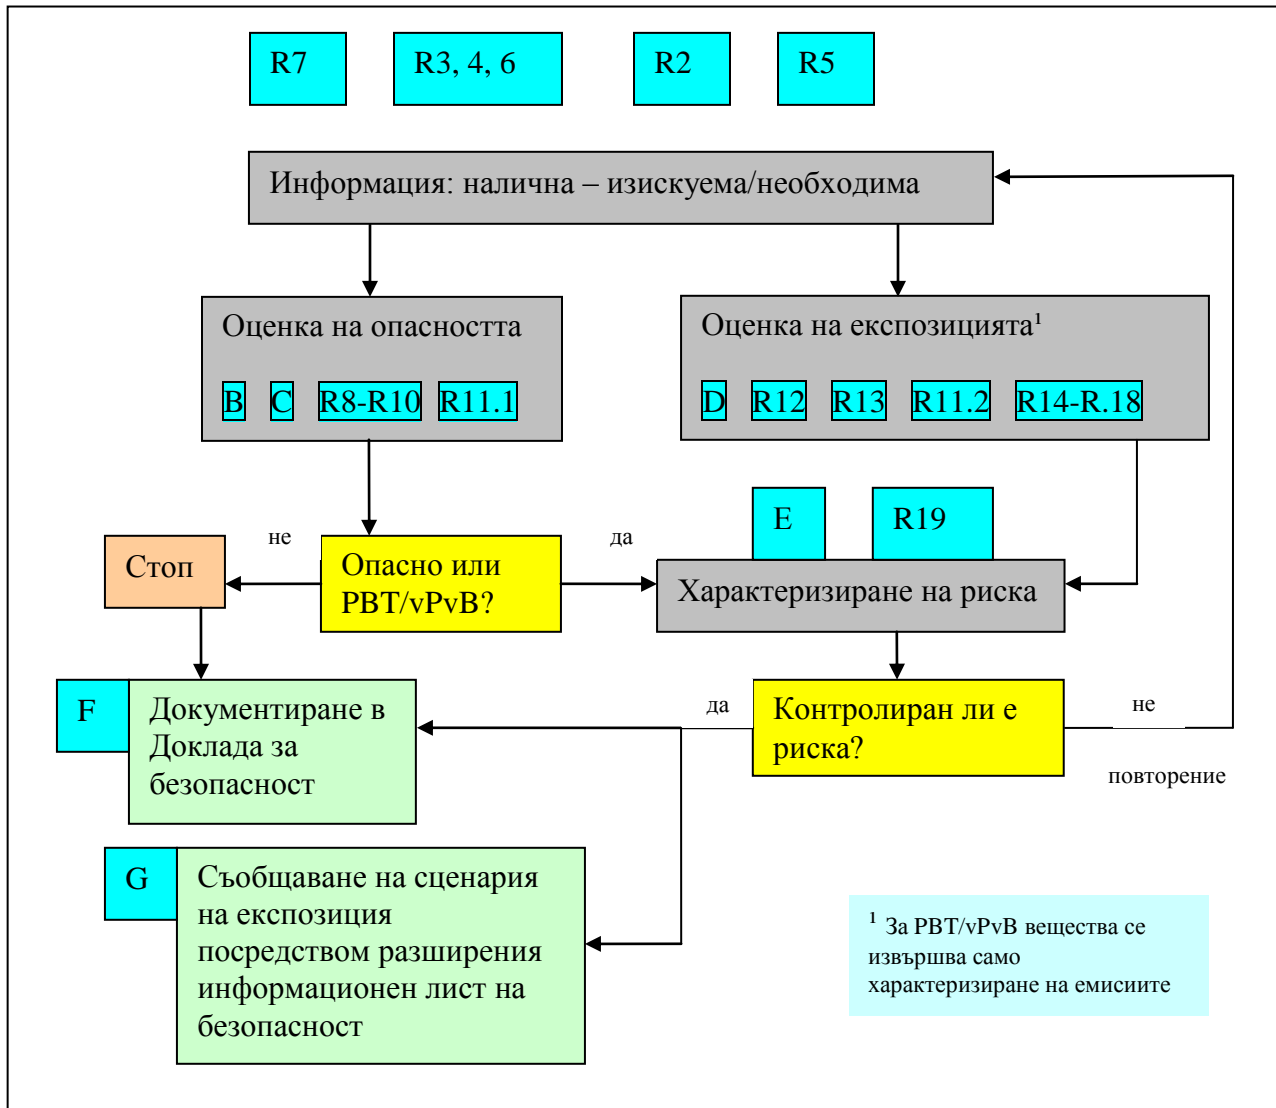 R7
R3, 4, 6
R2
R5
Информация: налична – изискуема/необходима
Оценка на опасността
B
C
R8-R10
R11.1
Оценка на експозицията¹
D
R12
R13
R11.2
R14-R.18
E
R19
Стоп
не
Опасно или
PBT/vPvB?
да
Характеризиране на риска
F
Документиране в
Доклада за
безопасност
да
Контролиран ли е
риска?
не
повторение
G
Съобщаване на сценария
на експозиция
посредством разширения
информационен лист на
безопасност
¹ За PBT/vPvB вещества се
извършва само
характеризиране на емисиите